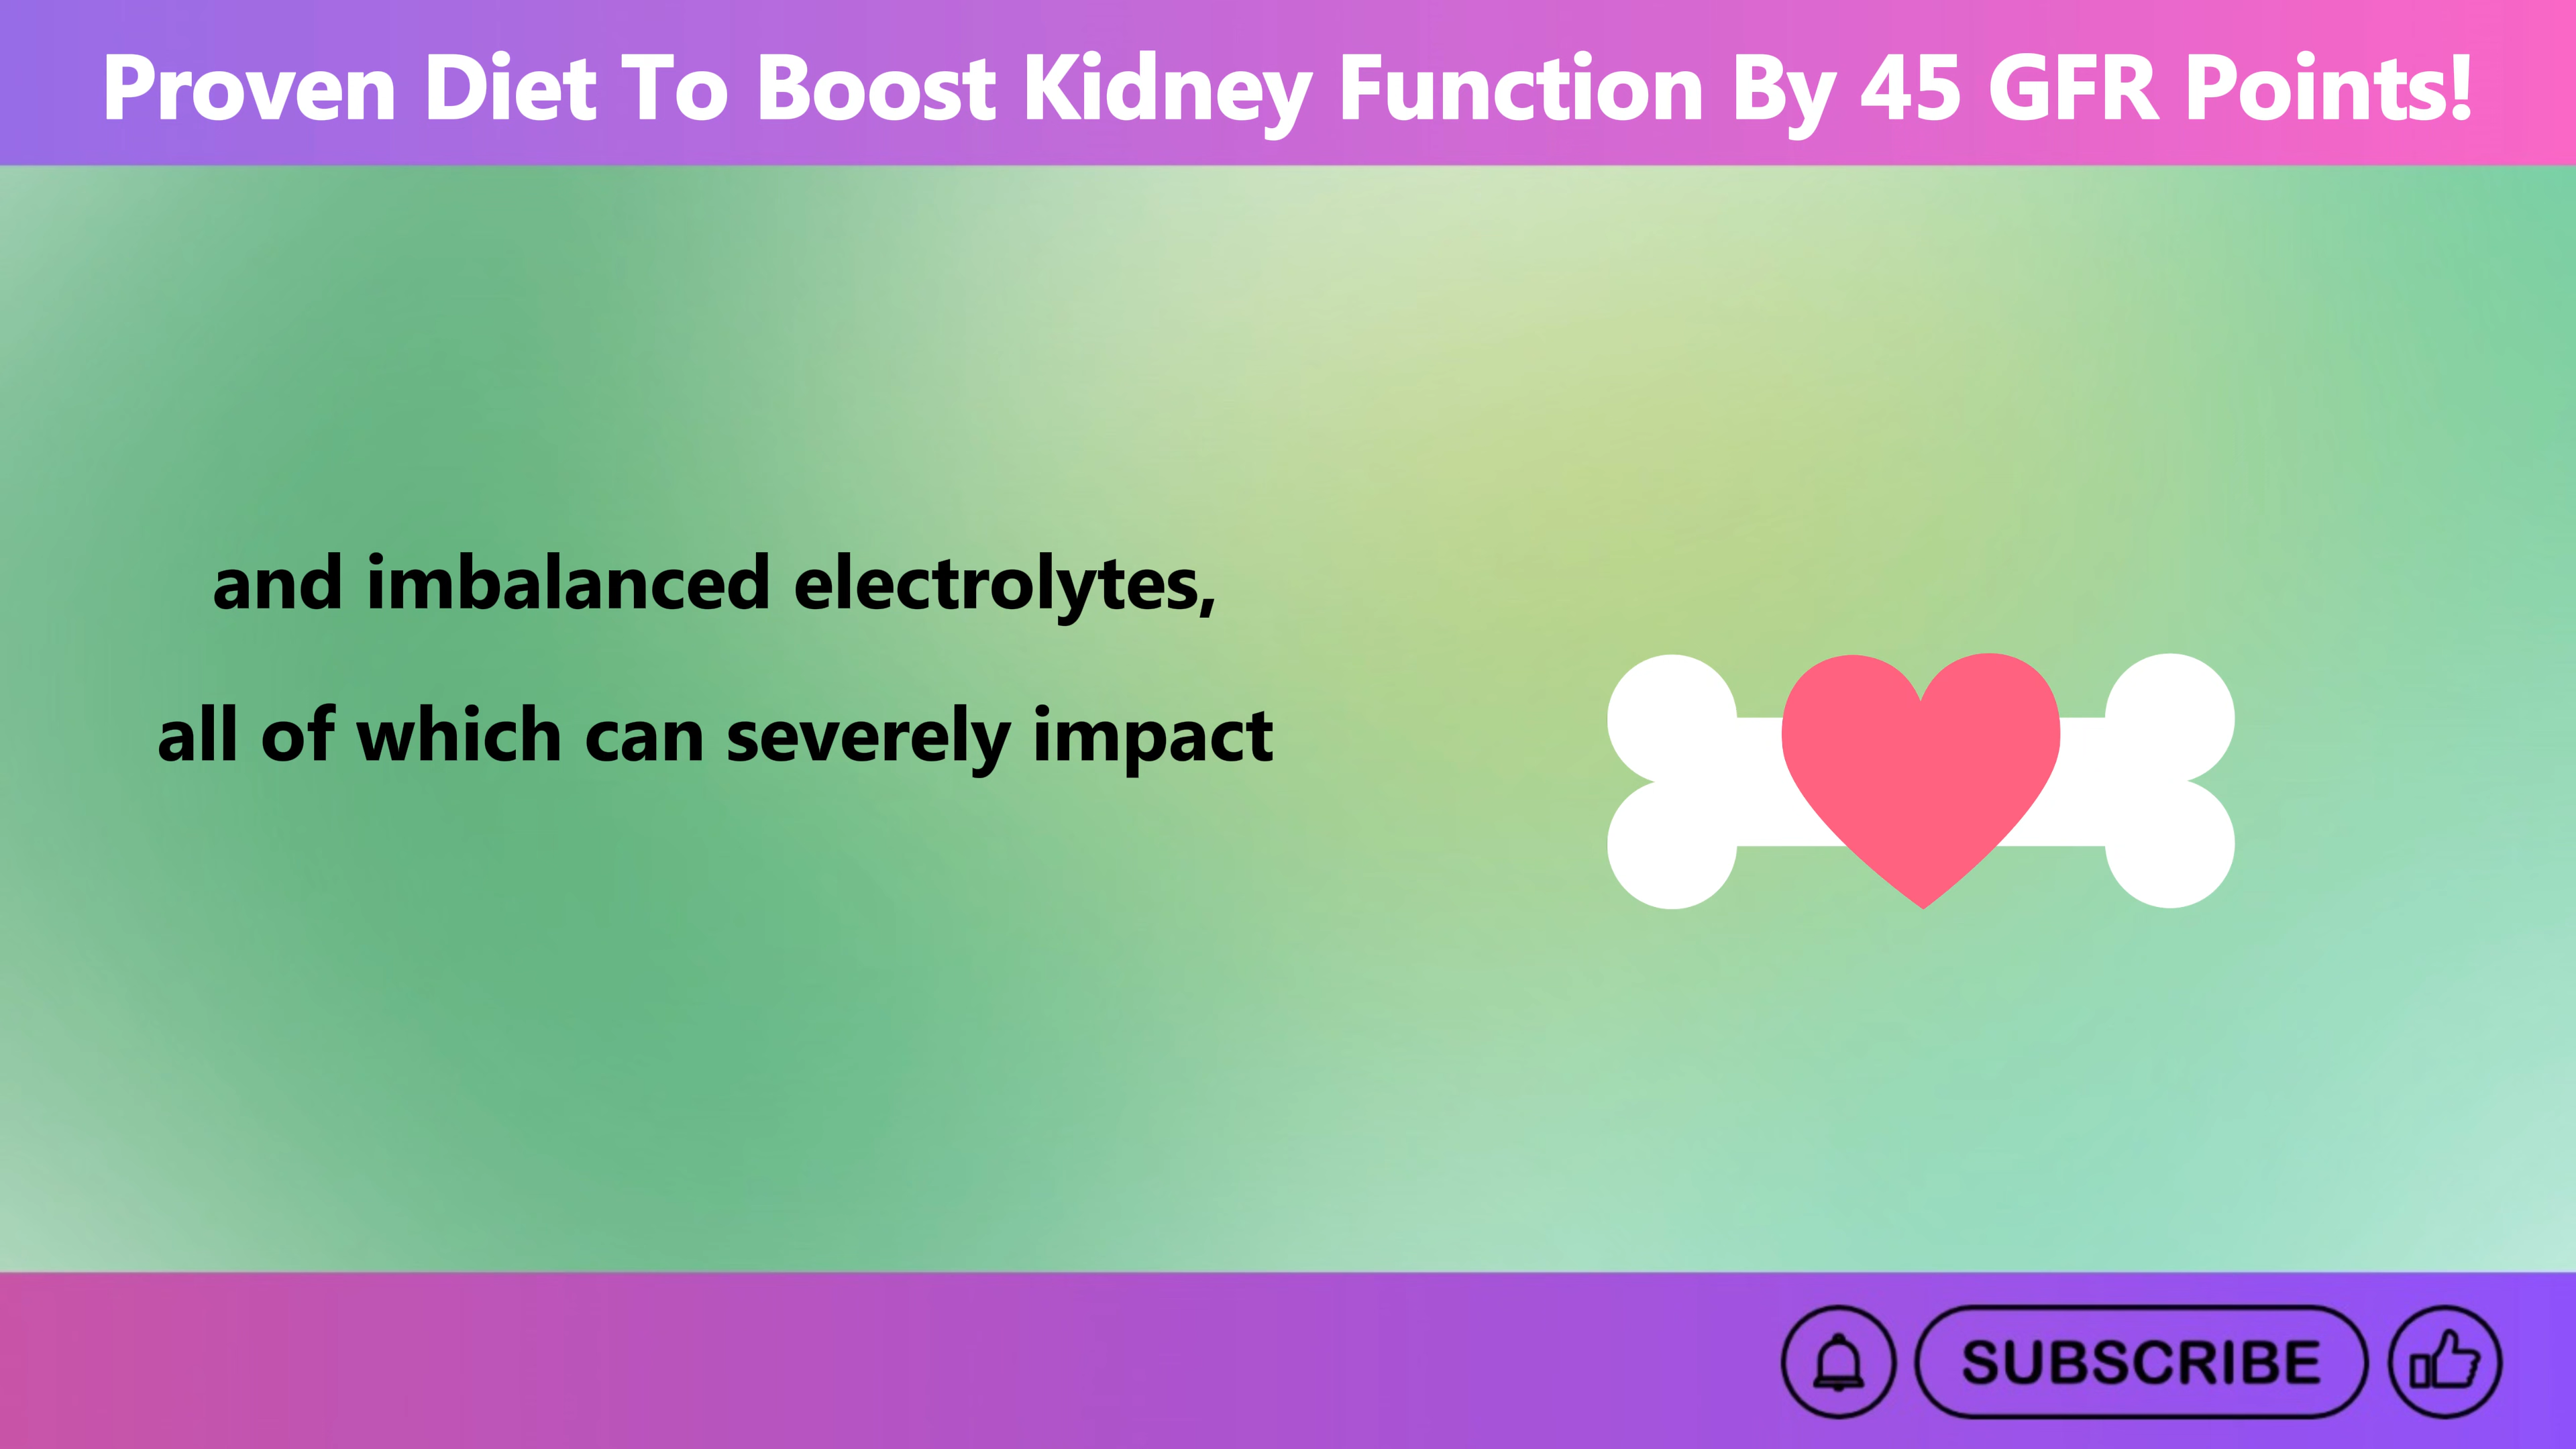 Proven Diet To Boost Kidney Function By 45 GFR Points!
and imbalanced electrolytes,
all of which can severely impact
SUBSCRIBE